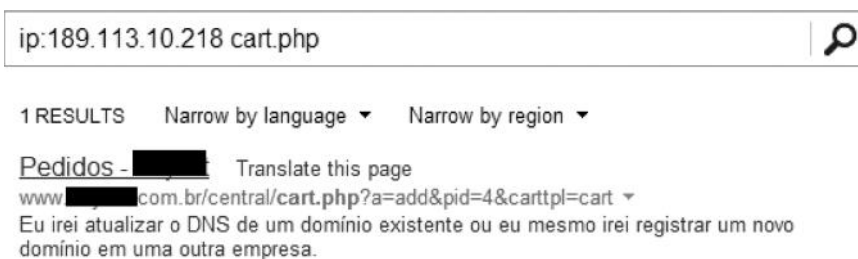 ip:189.113.10.218 cart.php
1 RESULTS Narrow by language Narrow by region
Pedidos - Translate this page
www. com.br/central/cart.php?a=add&pid=4&carttpl=cart
Eu irei atualizar o DNS de um domínio existente ou eu mesmo irei registrar um novo
domínio em uma outra empresa.